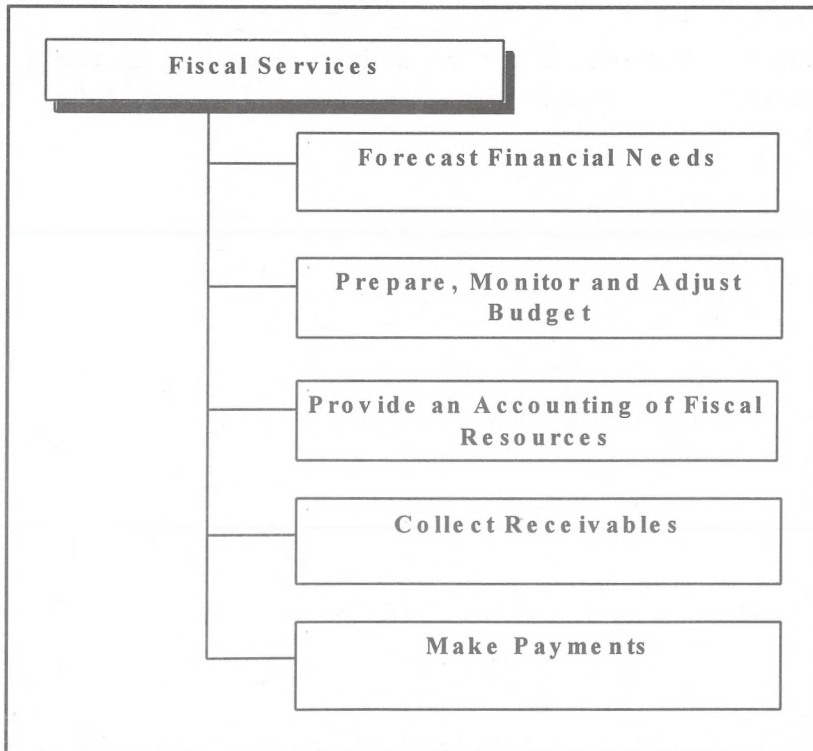 Fiscal Services
Forecast Financial Needs
Prepare, Monitor and Adjust
Budget
Provide an Accounting of Fiscal
Resources
Collect Receivables
Make Payments